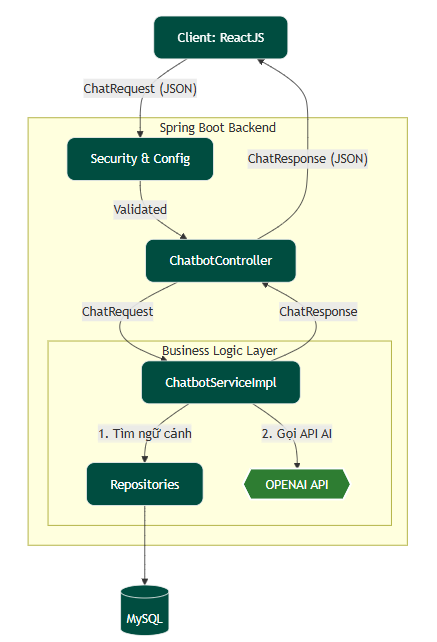 Client: ReactJS
ChatRequest (JSON)
Spring Boot Backend
Security & Config
ChatResponse (JSON)
Validated
ChatbotController
ChatRequest
ChatResponse
Business Logic Layer
ChatbotServiceImpl
1. Tìm ngữ cảnh
2. Gọi API AI
Repositories
OPENAI API
MySQL